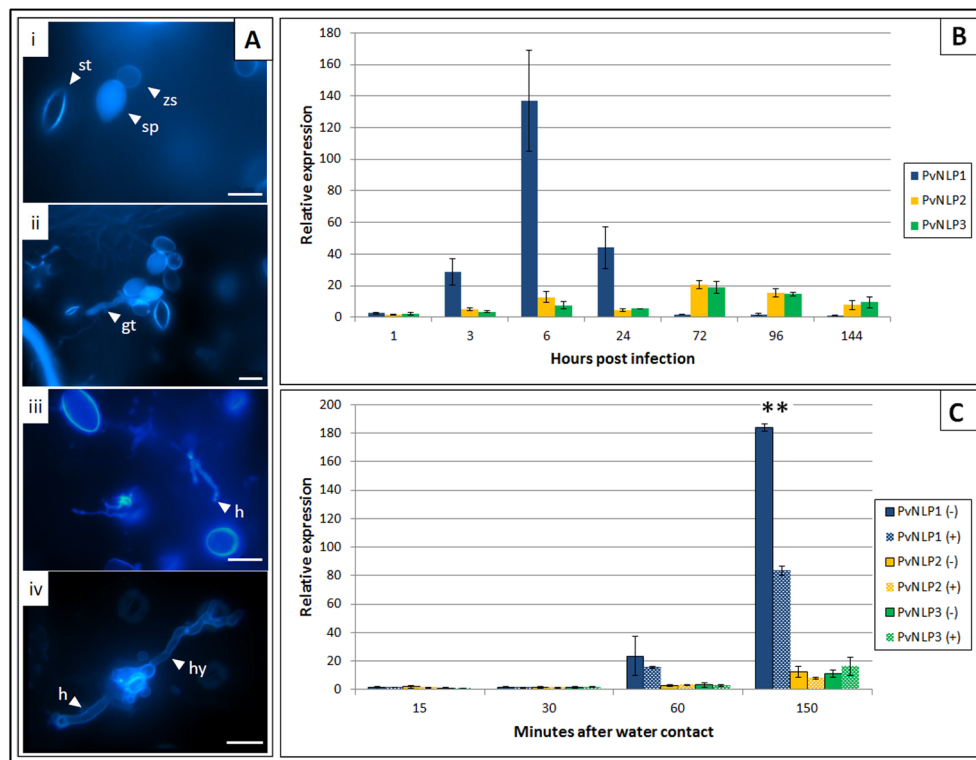 A
i
st
zs
sp
ii
gt
iii
h
iv
h
hy
B
Relative expression
180
160
140
120
100
80
60
40
20
0
1 3 6 24 72 96 144
Hours post infection
PvNLP1
PvNLP2
PvNLP3
C
Relative expression
200
180
160
140
120
100
80
60
40
20
0
**
15 30 60 150
Minutes after water contact
PvNLP1 (-)
PvNLP1 (+)
PvNLP2 (-)
PvNLP2 (+)
PvNLP3 (-)
PvNLP3 (+)